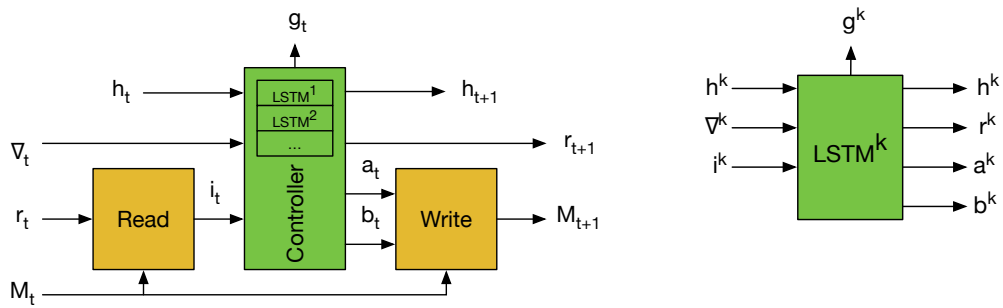 g_t
h_t
LSTM^1
LSTM^2
...
Controller
h_{t+1}
∇_t
r_{t+1}
a_t
r_t
Read
i_t
b_t
Write
M_{t+1}
M_t
g^k
h^k
∇^k
i^k
LSTM^k
h^k
r^k
a^k
b^k